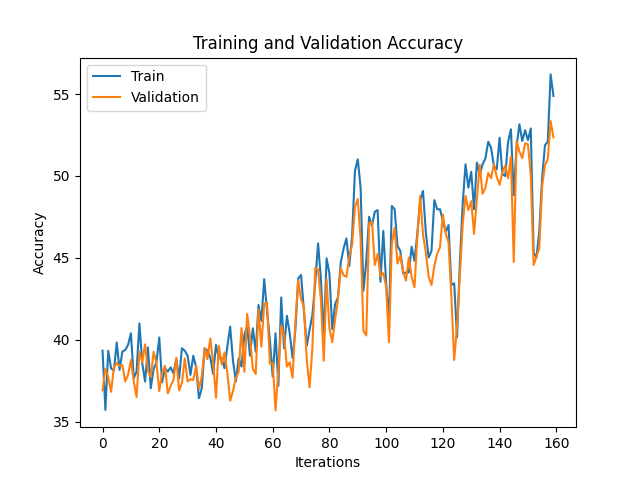 Training and Validation Accuracy
Train
Validation
55
50
45
40
35
Accuracy
0 20 40 60 80 100 120 140 160
Iterations